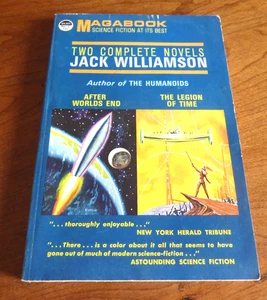 MAGABOOK
SCIENCE FICTION AT ITS BEST
TWO COMPLETE NOVELS
JACK WILLIAMSON
Author of THE HUMANOIDS
AFTER
WORLDS END
THE LEGION
OF TIME
"... thoroughly enjoyable ..."
NEW YORK HERALD TRIBUNE
"...There . . . is a color about it all that seems to have
gone out of much of modern science-fiction ..."
ASTOUNDING SCIENCE FICTION